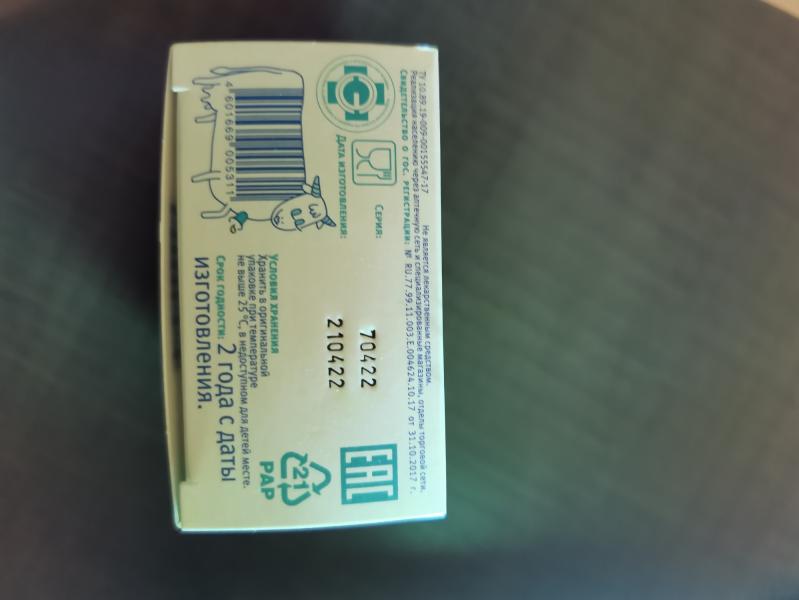 ТУ 10.89.19-009-00155547-17
Не является лекарственным средством.
Реализация населению через аптечную сеть и специализированные магазины, отделы торговой сети.
Свидетельство о гос. регистрации: № RU.77.99.11.003.Е.004624.10.17 от 31.10.2017 г.
Серия: 70422
Дата изготовления: 210422
ЕАС
21
PAP
4 601669 005311
Условия хранения
Хранить в оригинальной
упаковке при температуре
не выше 25 °С, в недоступном для детей месте.
Срок годности: 2 года с даты
изготовления.